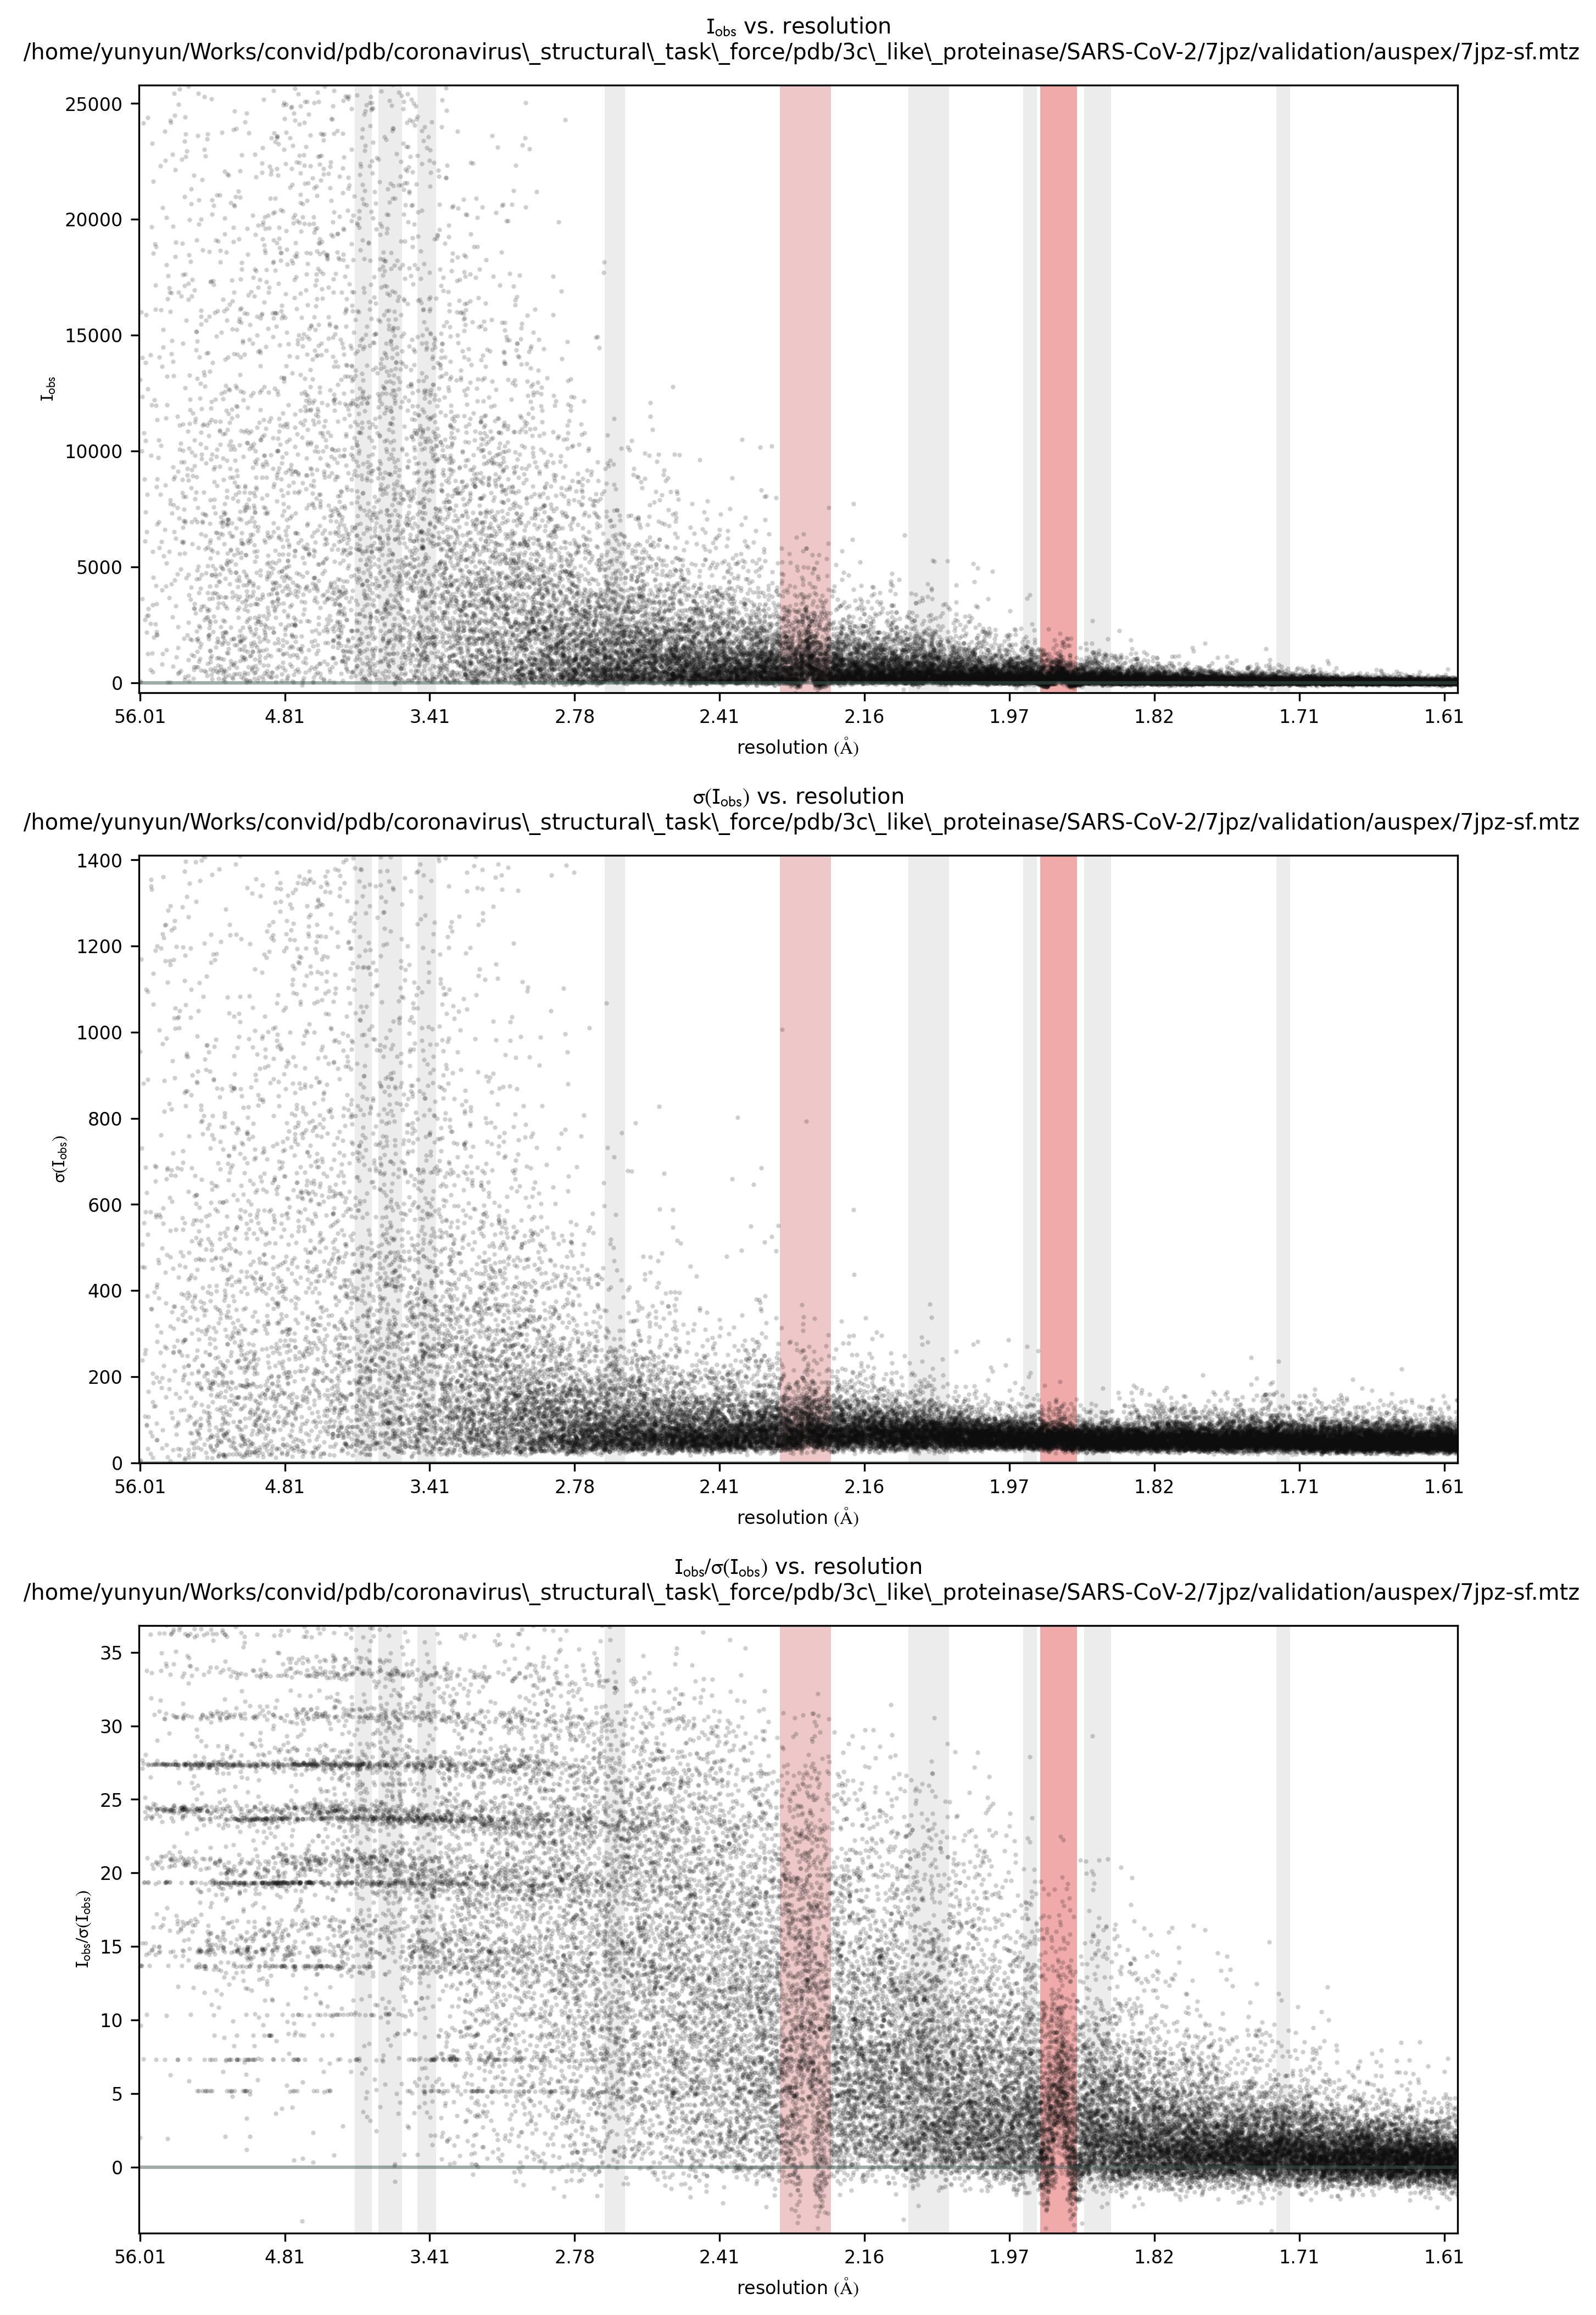 I_obs vs. resolution
/home/yunyun/Works/convid/pdb/coronavirus\_structural\_task\_force/pdb/3c\_like\_proteinase/SARS-CoV-2/7jpz/validation/auspex/7jpz-sf.mtz
25000
20000
15000
10000
5000
0
I_obs
56.01 4.81 3.41 2.78 2.41 2.16 1.97 1.82 1.71 1.61
resolution (Å)
σ(I_obs) vs. resolution
/home/yunyun/Works/convid/pdb/coronavirus\_structural\_task\_force/pdb/3c\_like\_proteinase/SARS-CoV-2/7jpz/validation/auspex/7jpz-sf.mtz
1400
1200
1000
800
600
400
200
0
σ(I_obs)
56.01 4.81 3.41 2.78 2.41 2.16 1.97 1.82 1.71 1.61
resolution (Å)
I_obs/σ(I_obs) vs. resolution
/home/yunyun/Works/convid/pdb/coronavirus\_structural\_task\_force/pdb/3c\_like\_proteinase/SARS-CoV-2/7jpz/validation/auspex/7jpz-sf.mtz
35
30
25
20
15
10
5
0
I_obs/σ(I_obs)
56.01 4.81 3.41 2.78 2.41 2.16 1.97 1.82 1.71 1.61
resolution (Å)